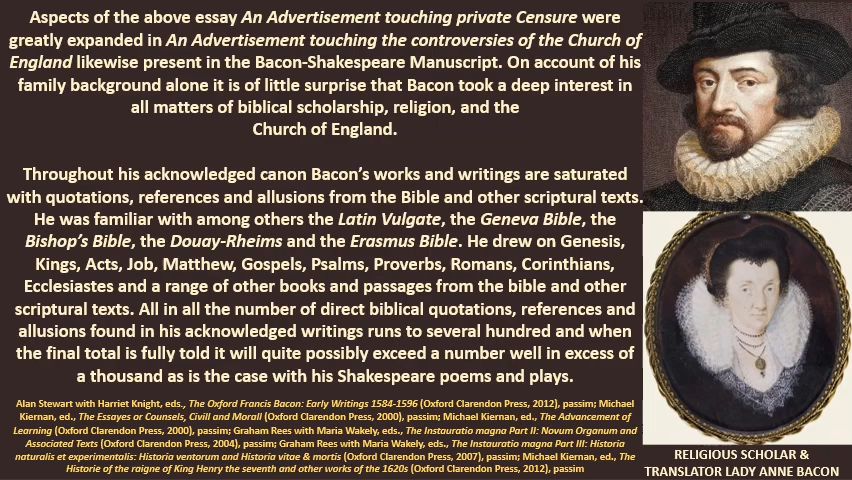 Aspects of the above essay An Advertisement touching private Censure were
greatly expanded in An Advertisement touching the controversies of the Church of
England likewise present in the Bacon-Shakespeare Manuscript. On account of his
family background alone it is of little surprise that Bacon took a deep interest in
all matters of biblical scholarship, religion, and the
Church of England.
Throughout his acknowledged canon Bacon's works and writings are saturated
with quotations, references and allusions from the Bible and other scriptural texts.
He was familiar with among others the Latin Vulgate, the Geneva Bible, the
Bishop's Bible, the Douay-Rheims and the Erasmus Bible. He drew on Genesis,
Kings, Acts, Job, Matthew, Gospels, Psalms, Proverbs, Romans, Corinthians,
Ecclesiastes and a range of other books and passages from the bible and other
scriptural texts. All in all the number of direct biblical quotations, references and
allusions found in his acknowledged writings runs to several hundred and when
the final total is fully told it will quite possibly exceed a number well in excess of
a thousand as is the case with his Shakespeare poems and plays.
Alan Stewart with Harriet Knight, eds., The Oxford Francis Bacon: Early Writings 1584-1596 (Oxford Clarendon Press, 2012), passim; Michael
Kiernan, ed., The Essayes or Counsels, Civill and Morall (Oxford Clarendon Press, 2000), passim; Michael Kiernan, ed., The Advancement of
Learning (Oxford Clarendon Press, 2000), passim; Graham Rees with Maria Wakely, eds., The Instauratio magna Part II: Novum Organum and
Associated Texts (Oxford Clarendon Press, 2004), passim; Graham Rees with Maria Wakely, eds., The Instauratio magna Part III: Historia
naturalis et experimentalis: Historia ventorum and Historia vitae & mortis (Oxford Clarendon Press, 2007), passim; Michael Kiernan, ed., The
Historie of the raigne of King Henry the seventh and other works of the 1620s (Oxford Clarendon Press, 2012), passim
RELIGIOUS SCHOLAR &
TRANSLATOR LADY ANNE BACON